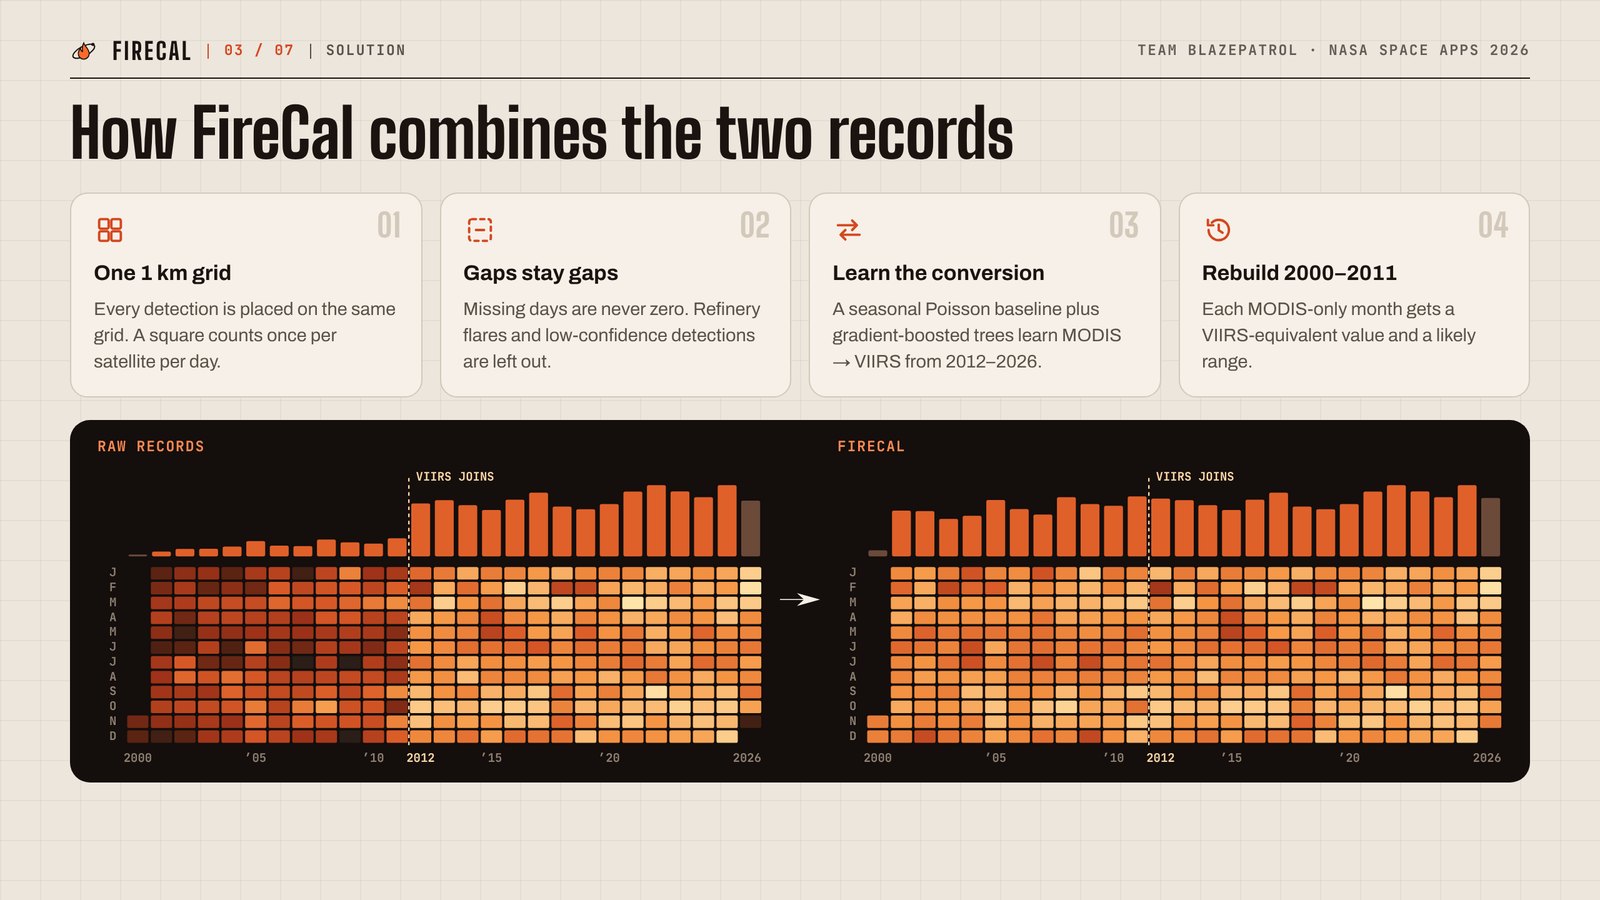 FIRECAL | 03 / 07 | SOLUTION
TEAM BLAZEPATROL · NASA SPACE APPS 2026
How FireCal combines the two records
01
One 1 km grid
Every detection is placed on the same
grid. A square counts once per
satellite per day.
02
Gaps stay gaps
Missing days are never zero. Refinery
flares and low-confidence detections
are left out.
03
Learn the conversion
A seasonal Poisson baseline plus
gradient-boosted trees learn MODIS
→ VIIRS from 2012–2026.
04
Rebuild 2000–2011
Each MODIS-only month gets a
VIIRS-equivalent value and a likely
range.
RAW RECORDS
VIIRS JOINS
J
F
M
A
M
J
J
A
S
O
N
D
2000 ’05 ’10 2012 ’15 ’20 2026
FIRECAL
VIIRS JOINS
J
F
M
A
M
J
J
A
S
O
N
D
2000 ’05 ’10 2012 ’15 ’20 2026